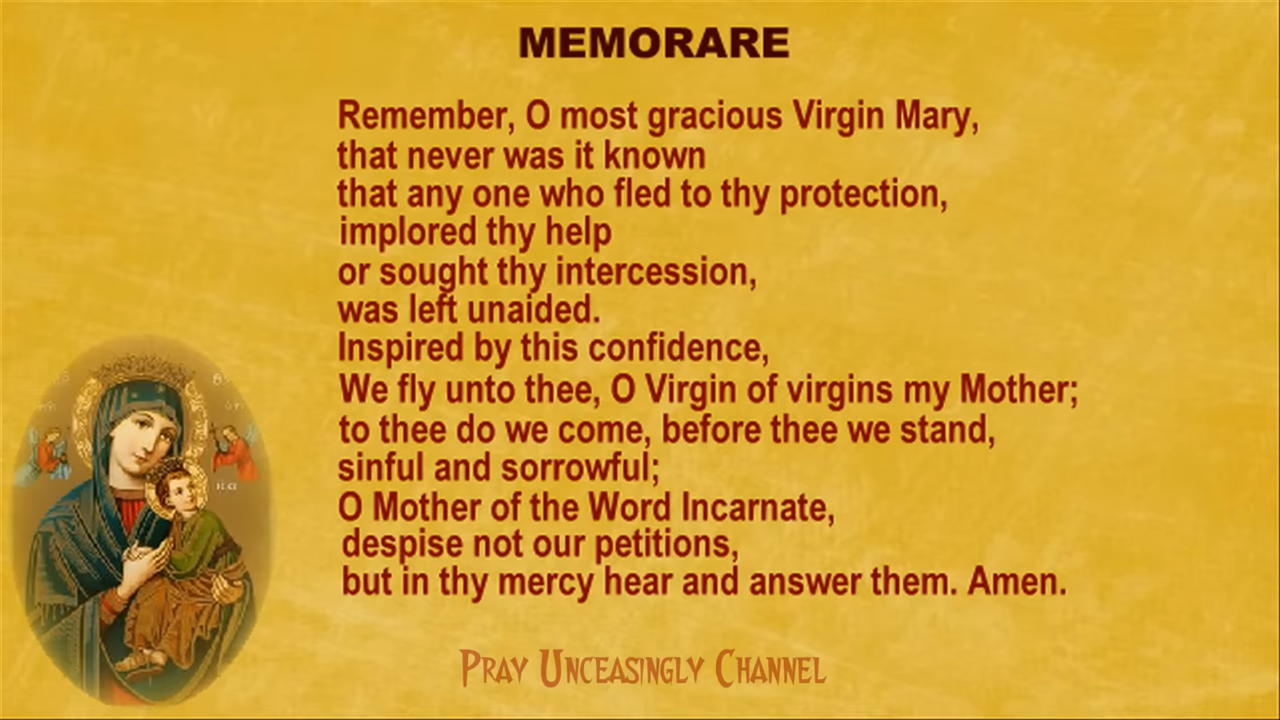 MEMORARE
Remember, O most gracious Virgin Mary,
that never was it known
that any one who fled to thy protection,
implored thy help
or sought thy intercession,
was left unaided.
Inspired by this confidence,
We fly unto thee, O Virgin of virgins my Mother;
to thee do we come, before thee we stand,
sinful and sorrowful;
O Mother of the Word Incarnate,
despise not our petitions,
but in thy mercy hear and answer them. Amen.
PRAY UNCEASINGLY CHANNEL